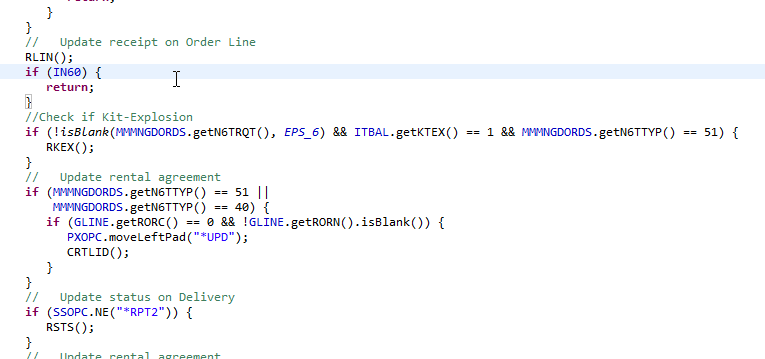 }
}
//   Update receipt on Order Line
RLIN();
if (IN60) {
return;
}
//Check if Kit-Explosion
if (!isBlank(MMMNGDORDS.getN6TRQT(), EPS_6) && ITBAL.getKTEX() == 1 && MMMNGDORDS.getN6TTYP() == 51) {
RKEX();
}
//   Update rental agreement
if (MMMNGDORDS.getN6TTYP() == 51 ||
MMMNGDORDS.getN6TTYP() == 40) {
if (GLINE.getRORC() == 0 && !GLINE.getRORN().isBlank()) {
PXOPC.moveLeftPad("*UPD");
CRTLID();
}
}
//   Update status on Delivery
if (SSOPC.NE("*RPT2")) {
RSTS();
}
//   Update rental agreement